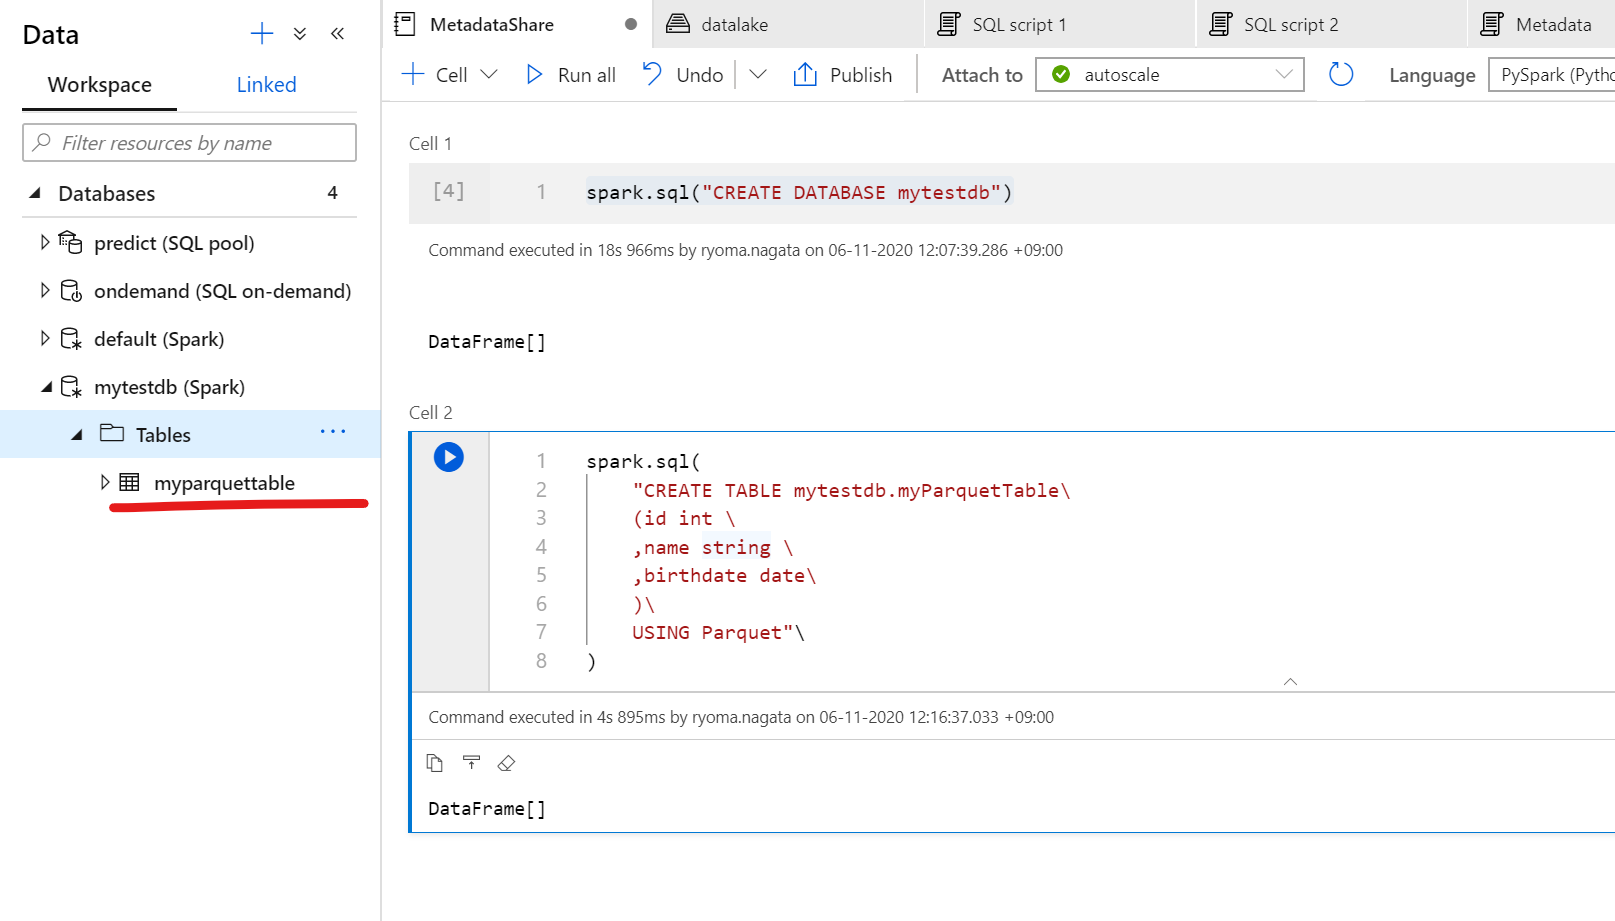 Data
Workspace
Linked
Filter resources by name
Databases
4
predict (SQL pool)
ondemand (SQL on-demand)
default (Spark)
mytestdb (Spark)
Tables
...
myparquettable
MetadataShare
datalake
SQL script 1
SQL script 2
Metadata
Cell
Run all
Undo
Publish
Attach to
autoscale
Language
PySpark (Pytho
Cell 1
[4]
1 spark.sql("CREATE DATABASE mytestdb")
Command executed in 18s 966ms by ryoma.nagata on 06-11-2020 12:07:39.286 +09:00
DataFrame[]
Cell 2
1 spark.sql(
2 "CREATE TABLE mytestdb.myParquetTable\
3 (id int \
4 ,name string \
5 ,birthdate date\
6 )\
7 USING Parquet"\
8 )
Command executed in 4s 895ms by ryoma.nagata on 06-11-2020 12:16:37.033 +09:00
DataFrame[]